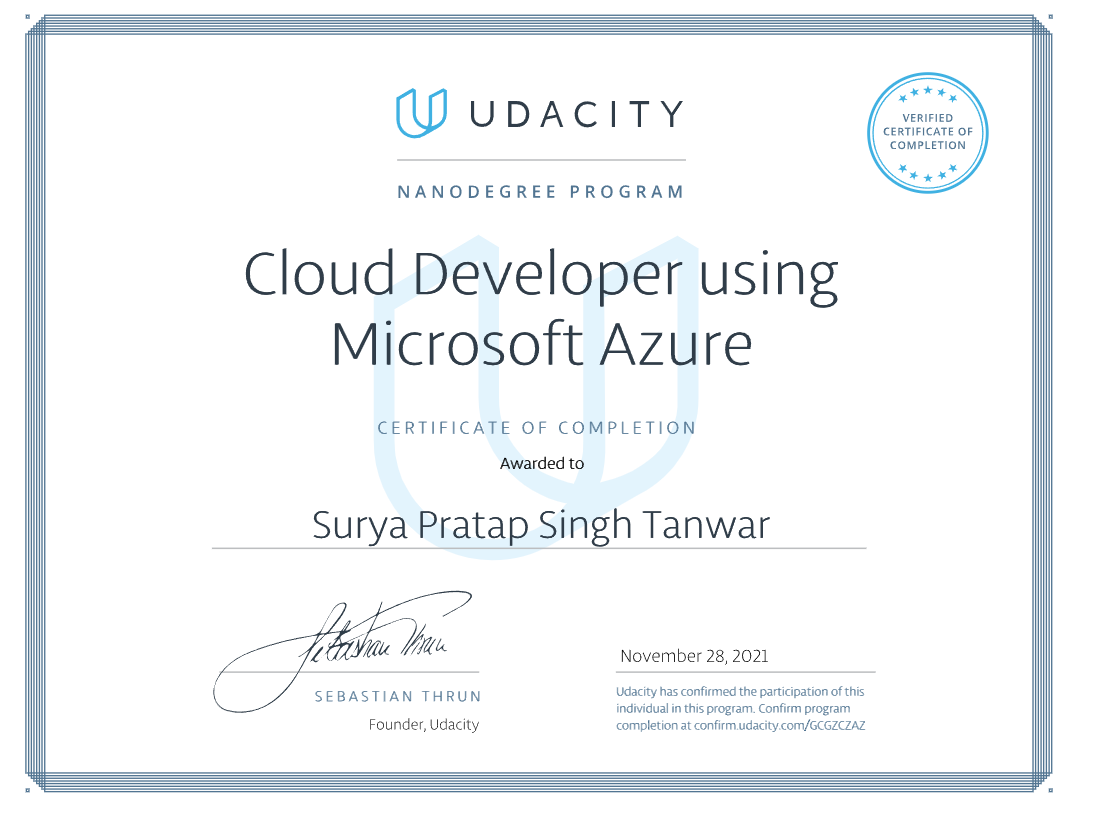 UDACITY
VERIFIED
CERTIFICATE OF
COMPLETION
NANODEGREE PROGRAM
Cloud Developer using
Microsoft Azure
CERTIFICATE OF COMPLETION
Awarded to
Surya Pratap Singh Tanwar
Sebastian Thrun
SEBASTIAN THRUN
Founder, Udacity
November 28, 2021
Udacity has confirmed the participation of this
individual in this program. Confirm program
completion at confirm.udacity.com/GCGZCZAZ